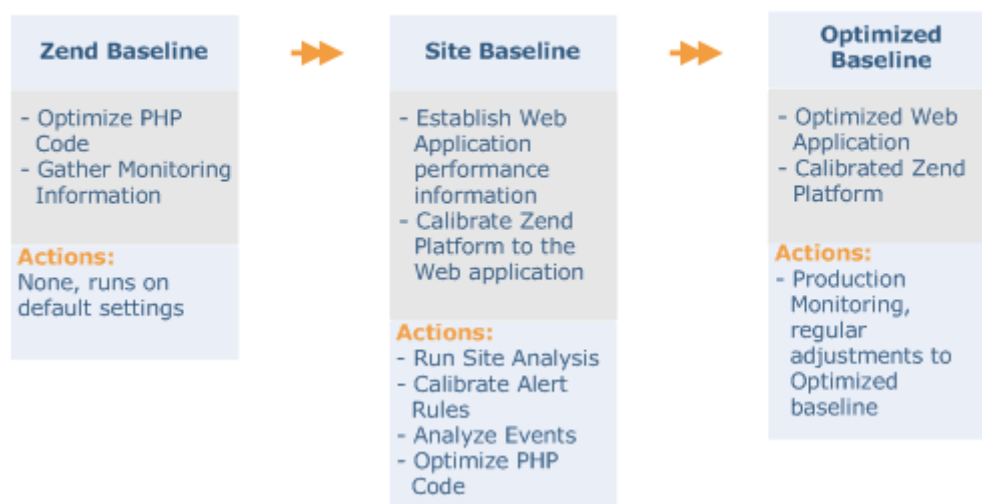 Zend Baseline
- Optimize PHP
Code
- Gather Monitoring
Information
Actions:
None, runs on
default settings
Site Baseline
- Establish Web
Application
performance
information
- Calibrate Zend
Platform to the
Web application
Actions:
- Run Site Analysis
- Calibrate Alert
Rules
- Analyze Events
- Optimize PHP
Code
Optimized
Baseline
- Optimized Web
Application
- Calibrated Zend
Platform
Actions:
- Production
Monitoring,
regular
adjustments to
Optimized
baseline